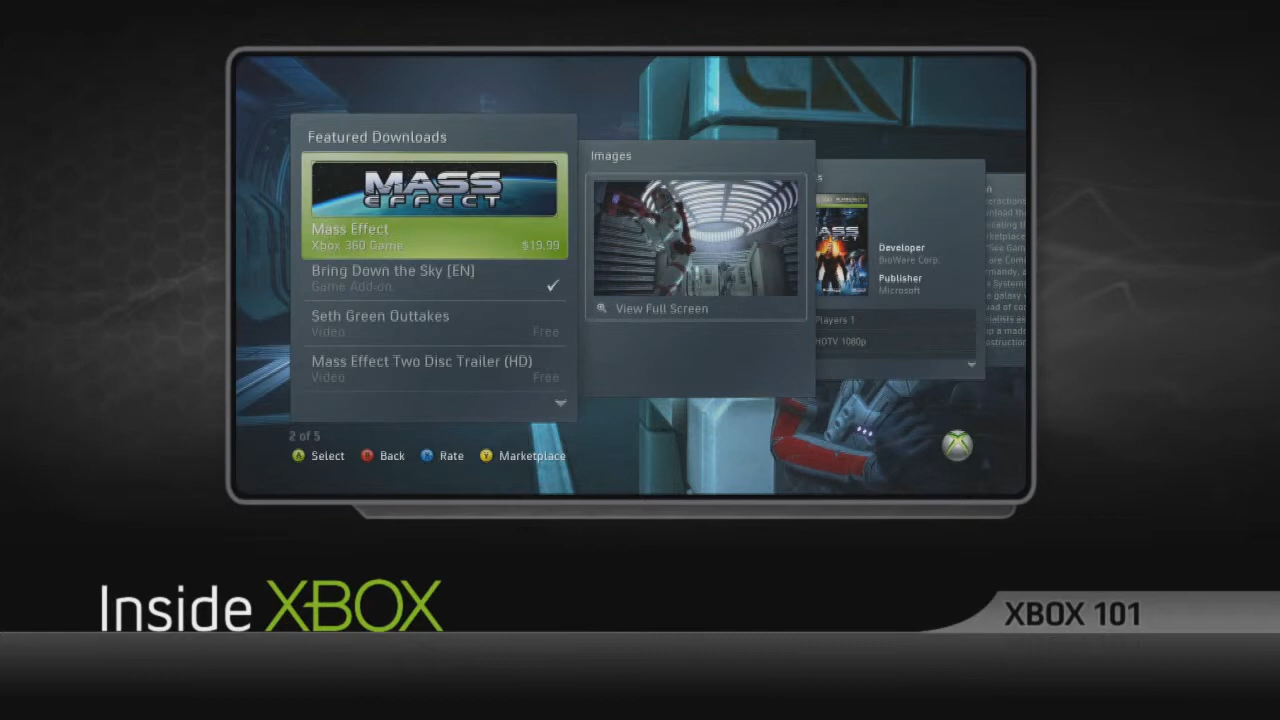 Featured Downloads
MASS
EFFECT
Mass Effect
Xbox 360 Game $19.99
Bring Down the Sky [EN]
Game Add-on
Seth Green Outtakes
Video Free
Mass Effect Two Disc Trailer (HD)
Video Free
2 of 5
A Select B Back X Rate Y Marketplace
Images
View Full Screen
Developer
BioWare Corp.
Publisher
Microsoft
Players 1
HDTV 1080p
Inside XBOX
XBOX 101